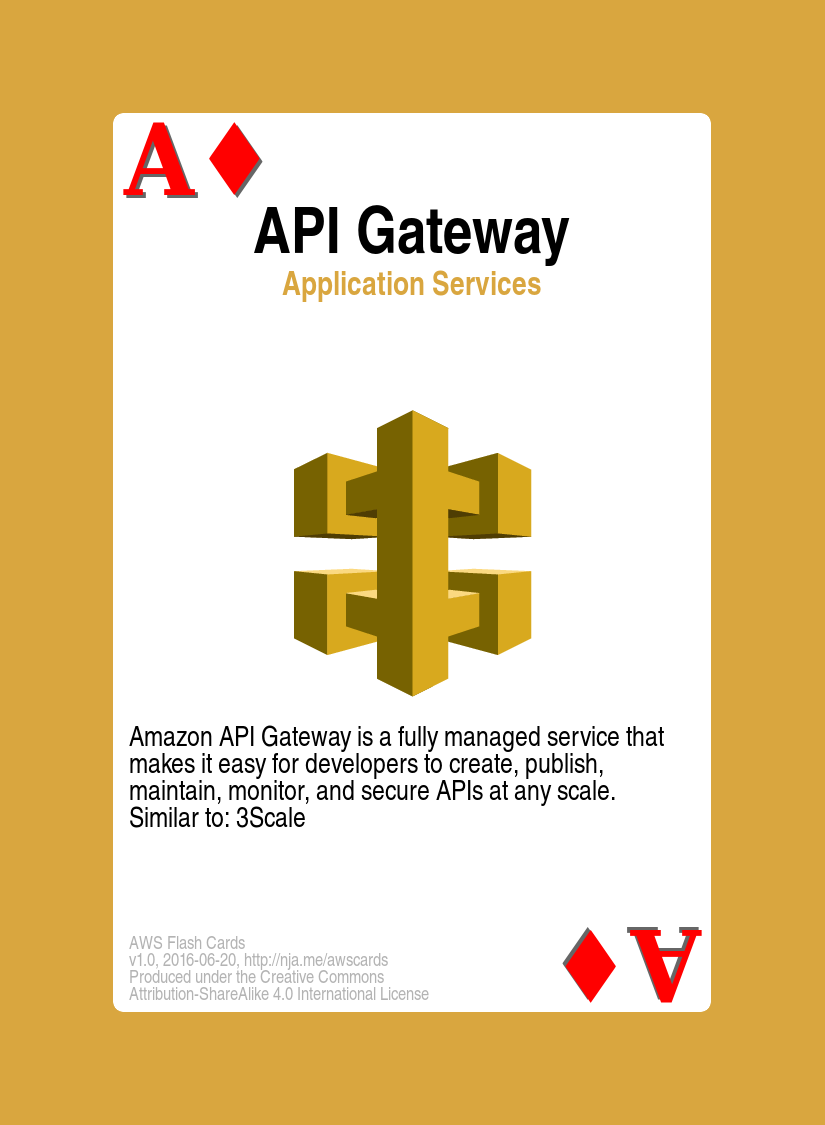 A
API Gateway
Application Services
Amazon API Gateway is a fully managed service that
makes it easy for developers to create, publish,
maintain, monitor, and secure APIs at any scale.
Similar to: 3Scale
AWS Flash Cards
v1.0, 2016-06-20, http://nja.me/awscards
Produced under the Creative Commons
Attribution-ShareAlike 4.0 International License
A